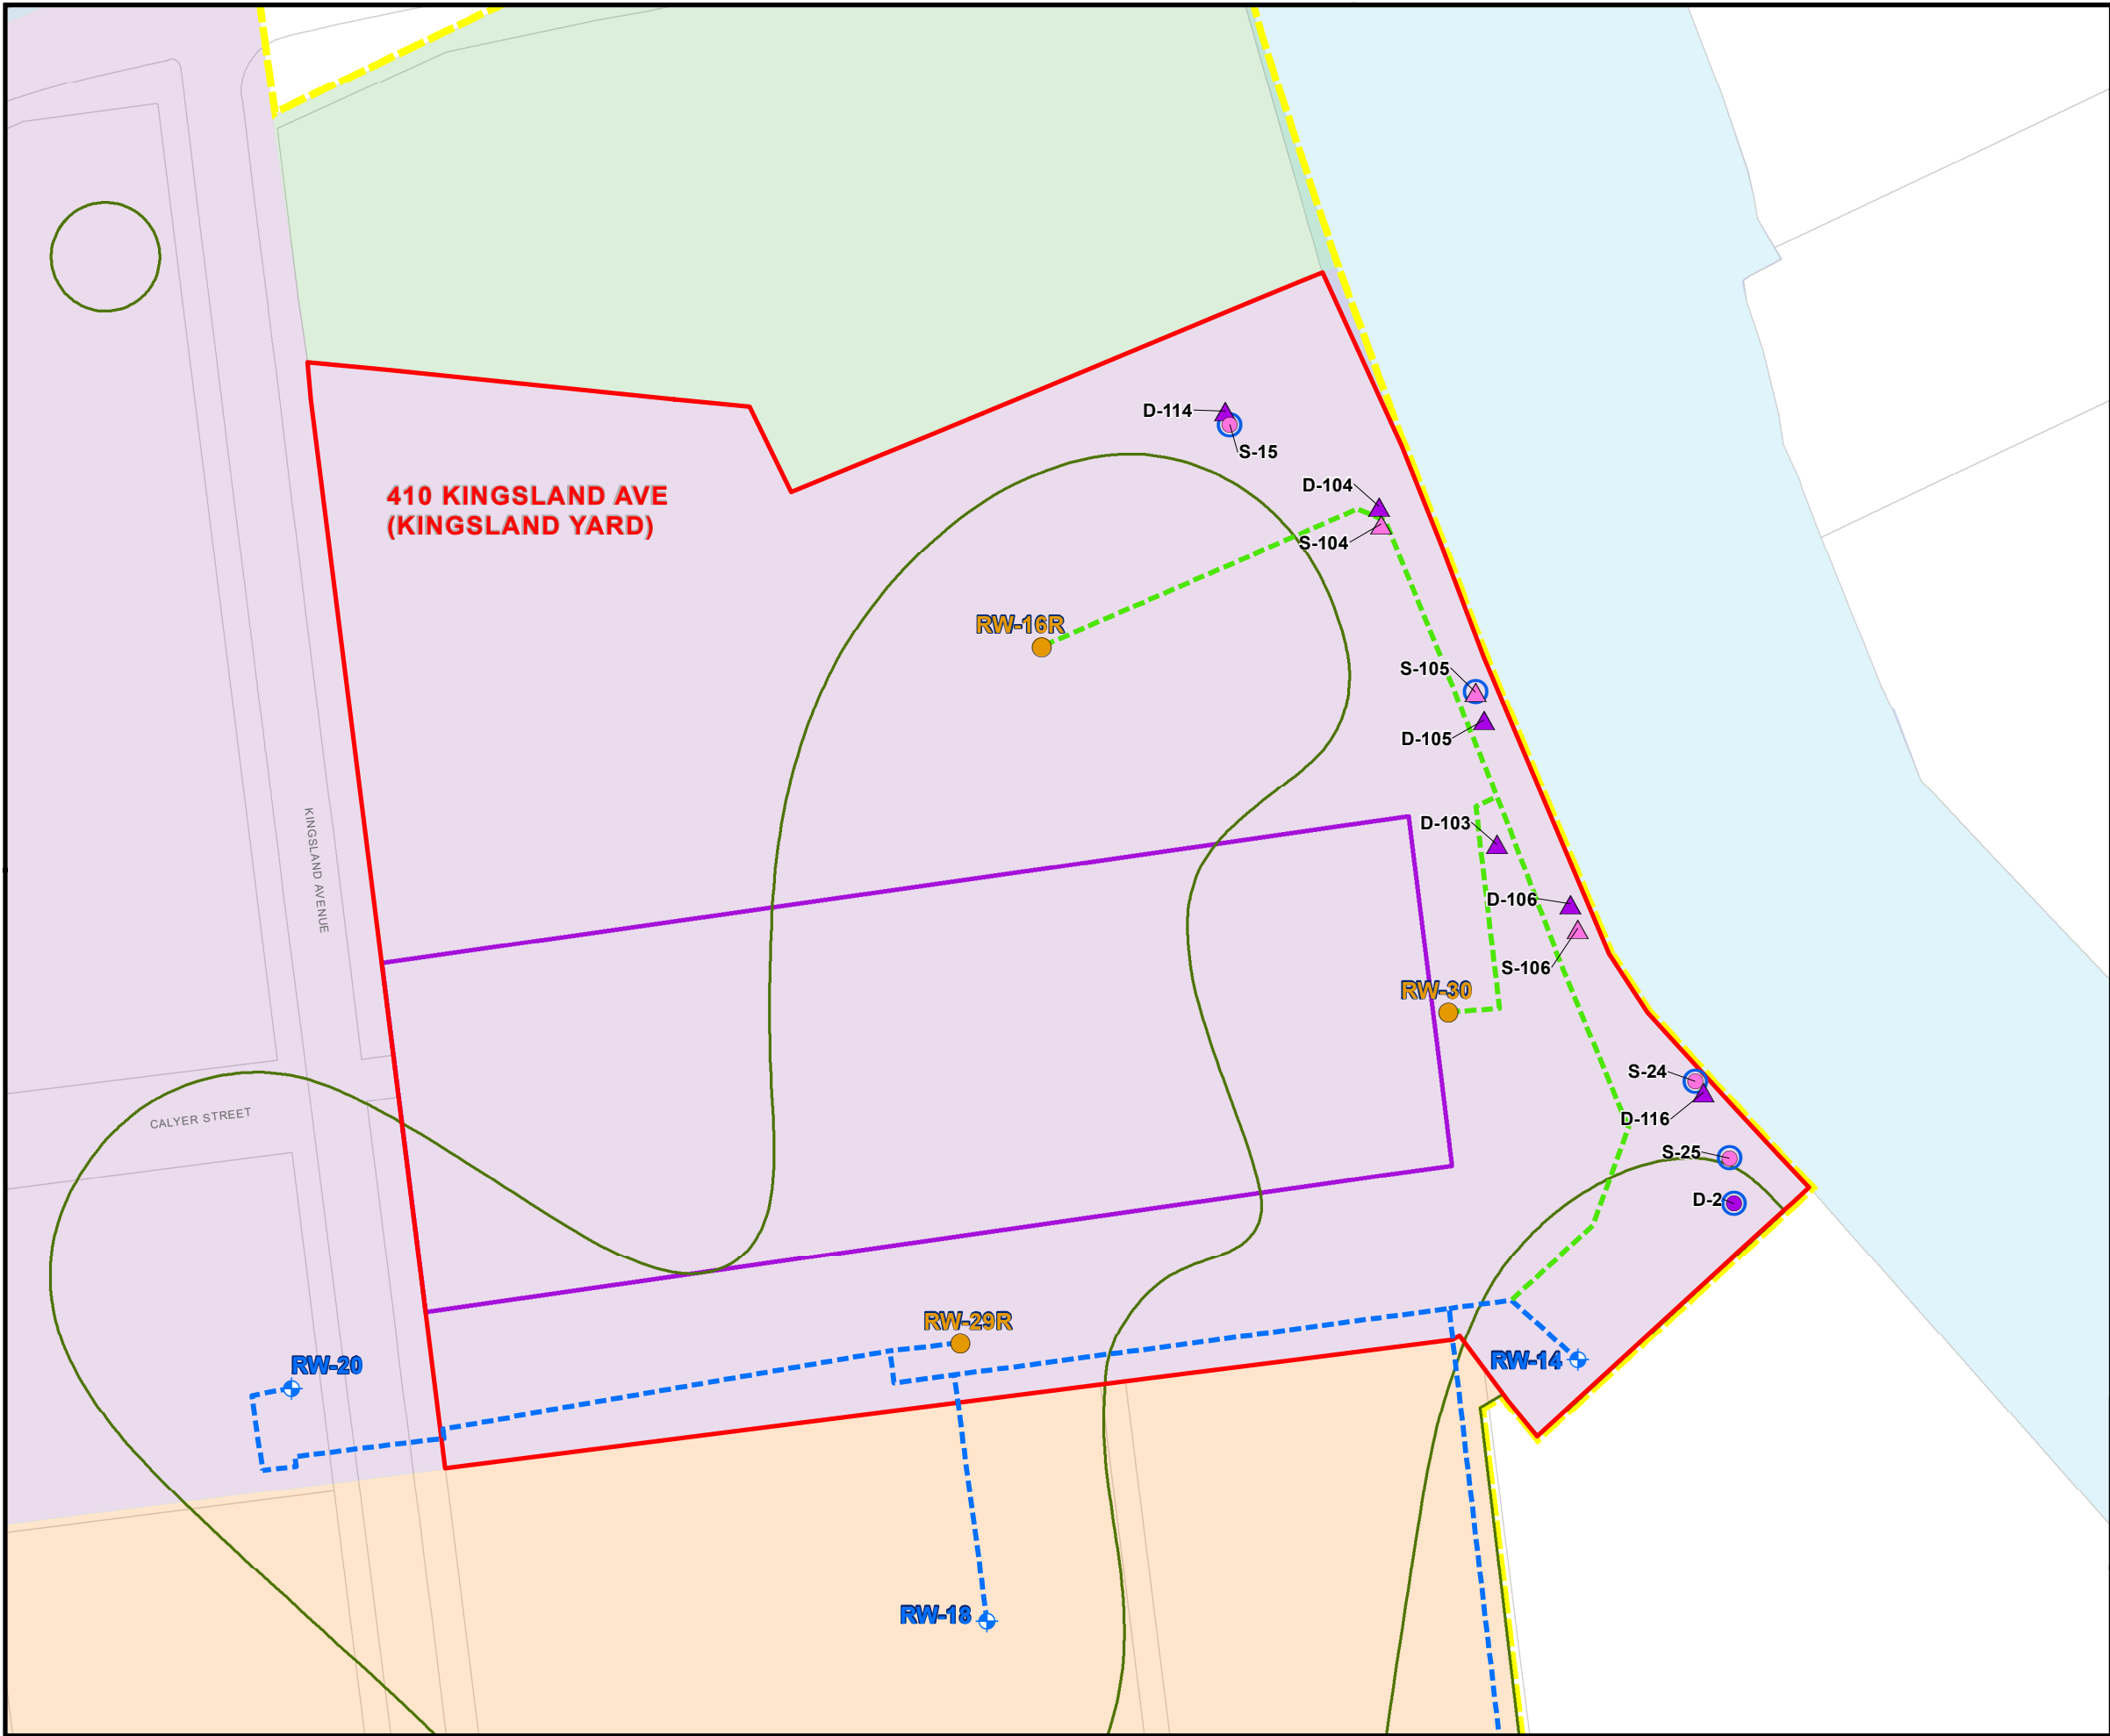 D-114
S-15
D-104
410 KINGSLAND AVE
(KINGSLAND YARD)
S-104
RW-16R
S-105
D-105
D-103
KINGSLAND AVENUE
D-106
S-106
RW-30
S-24
CALYER STREET
D-116
S-25
D-2
RW-29R
RW-20
RW-14
RW-18